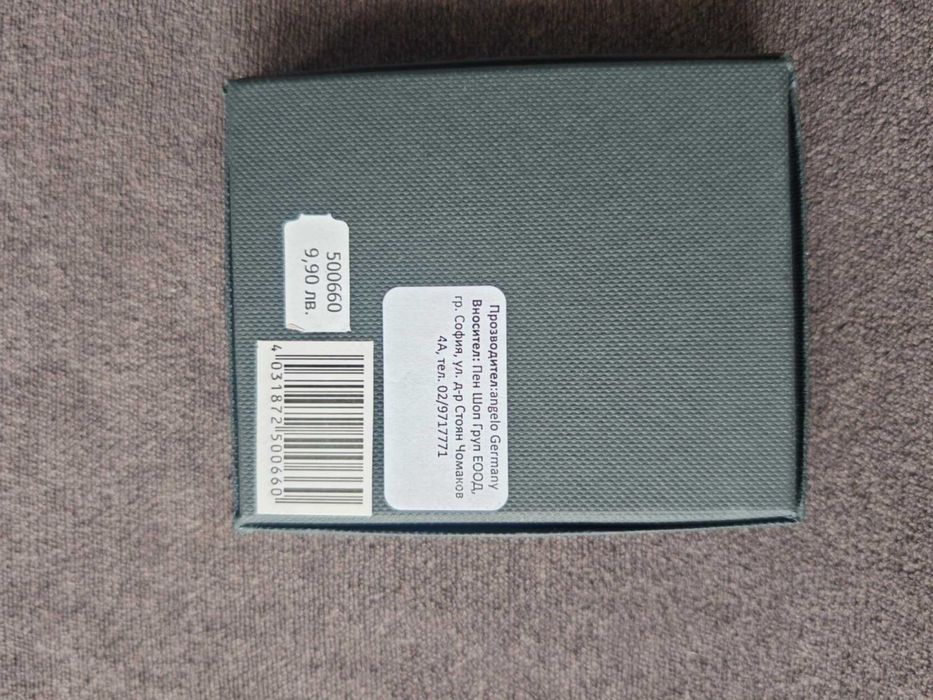 500660
9,90 лв.
Прозводител:angelo Germany
Вносител: Пен Шоп Груп ЕООД,
гр. София, ул. д-р Стоян Чомаков
4А, тел. 02/9717771
4 031872 500660